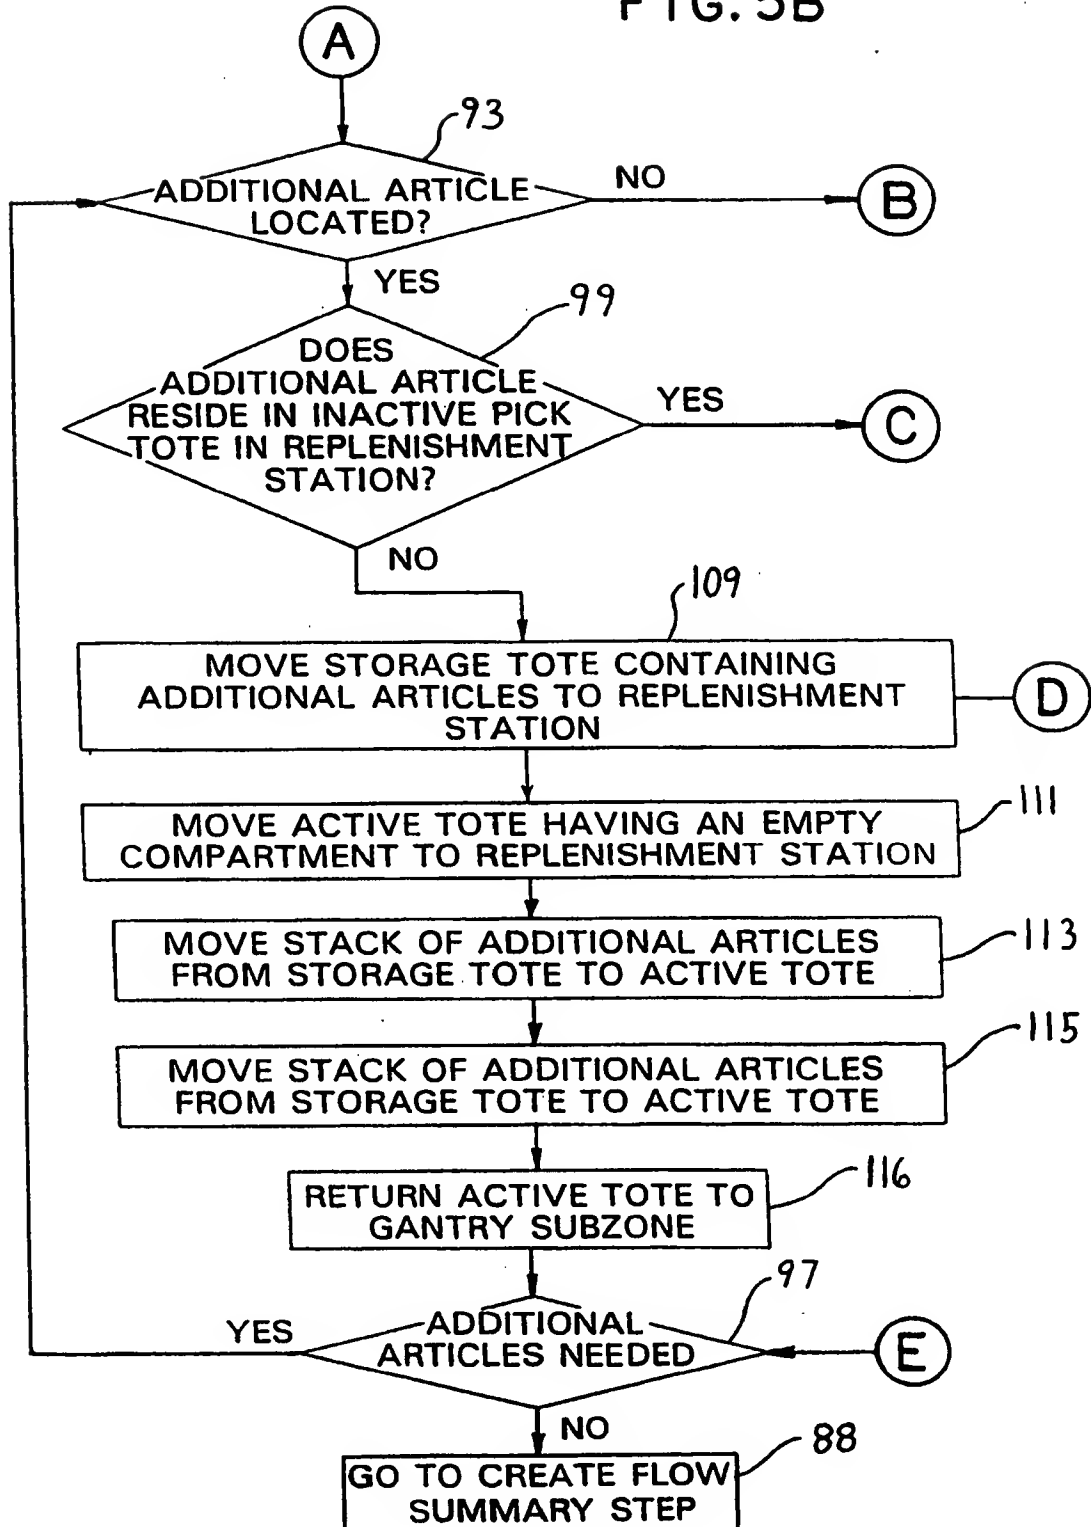 FIG. 5B
A
93
ADDITIONAL ARTICLE
LOCATED?
NO
B
YES
99
DOES
ADDITIONAL ARTICLE
RESIDE IN INACTIVE PICK
TOTE IN REPLENISHMENT
STATION?
YES
C
NO
109
MOVE STORAGE TOTE CONTAINING
ADDITIONAL ARTICLES TO REPLENISHMENT
STATION
D
111
MOVE ACTIVE TOTE HAVING AN EMPTY
COMPARTMENT TO REPLENISHMENT STATION
113
MOVE STACK OF ADDITIONAL ARTICLES
FROM STORAGE TOTE TO ACTIVE TOTE
115
MOVE STACK OF ADDITIONAL ARTICLES
FROM STORAGE TOTE TO ACTIVE TOTE
116
RETURN ACTIVE TOTE TO
GANTRY SUBZONE
97
YES
ADDITIONAL
ARTICLES NEEDED
E
NO
88
GO TO CREATE FLOW
SUMMARY STEP